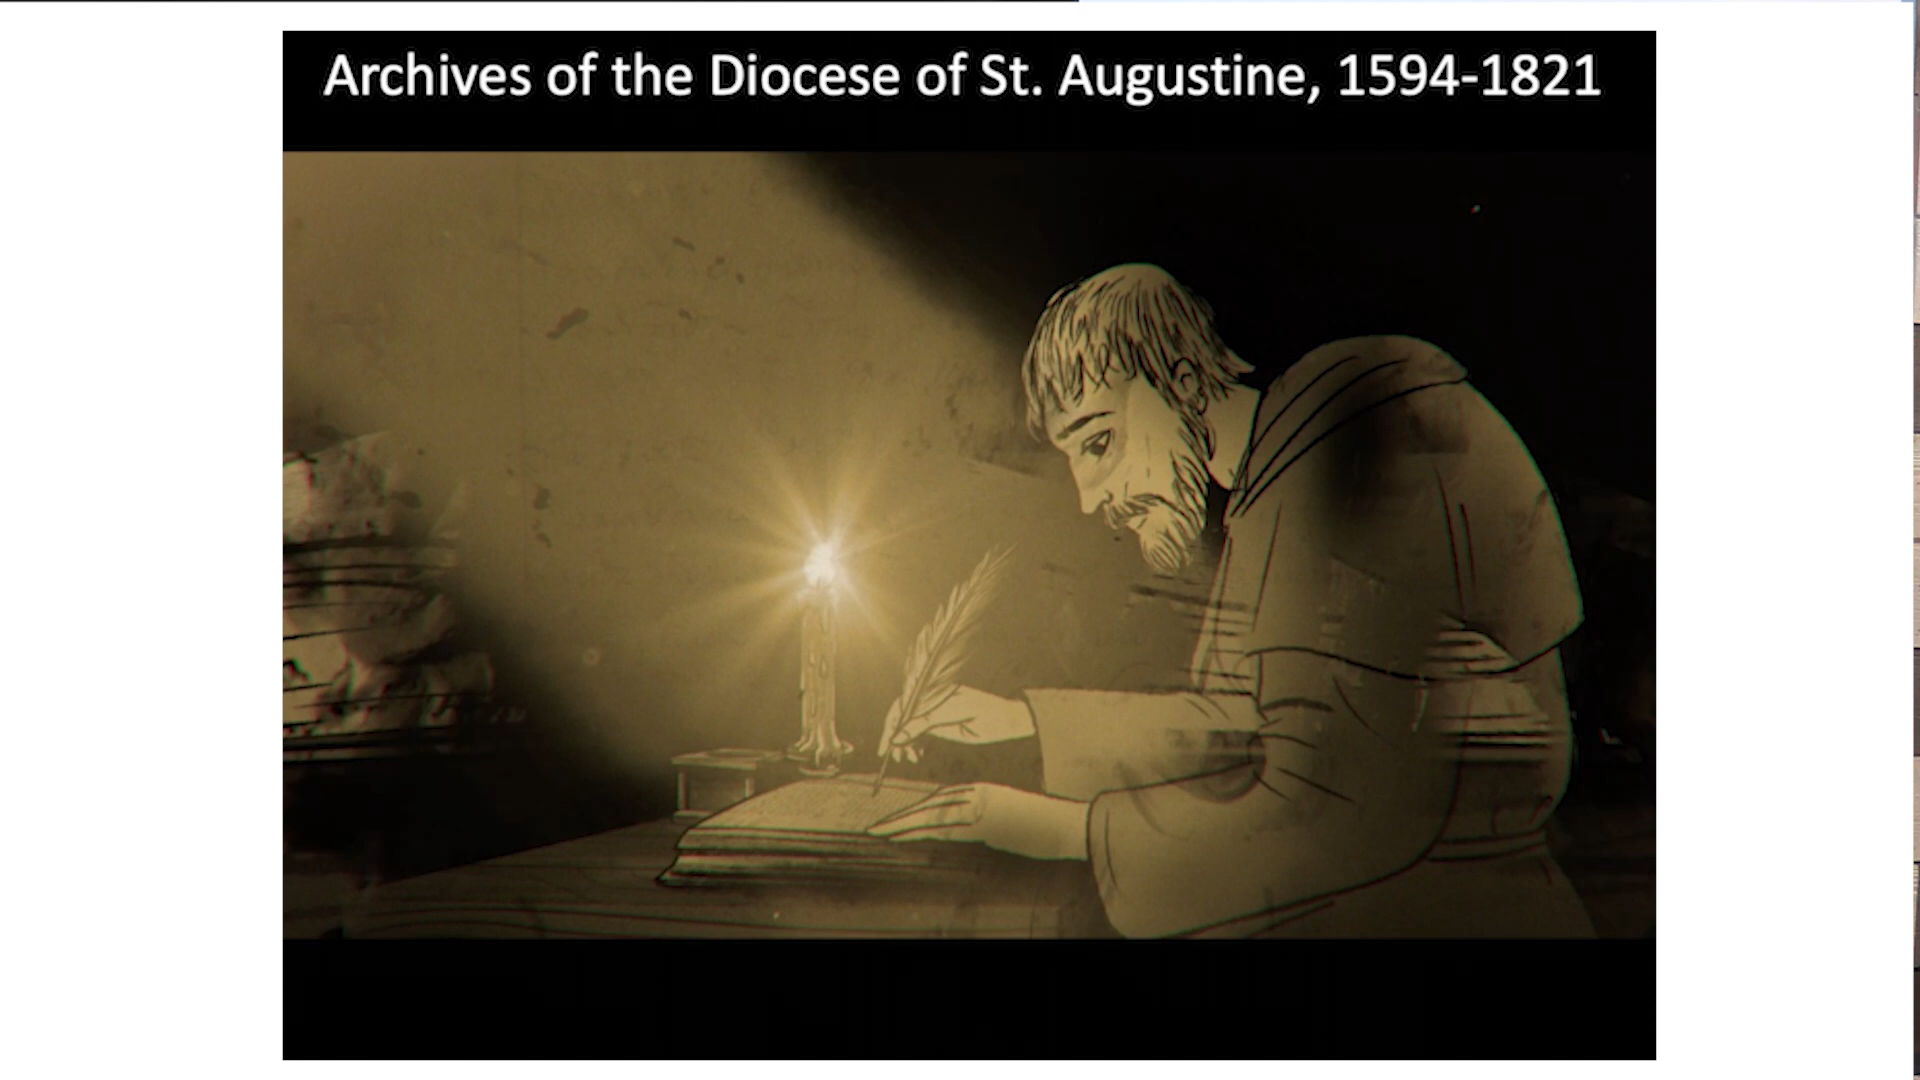 Archives of the Diocese of St. Augustine, 1594-1821